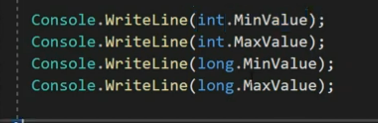 Console.WriteLine(int.MinValue);
Console.WriteLine(int.MaxValue);
Console.WriteLine(long.MinValue);
Console.WriteLine(long.MaxValue);